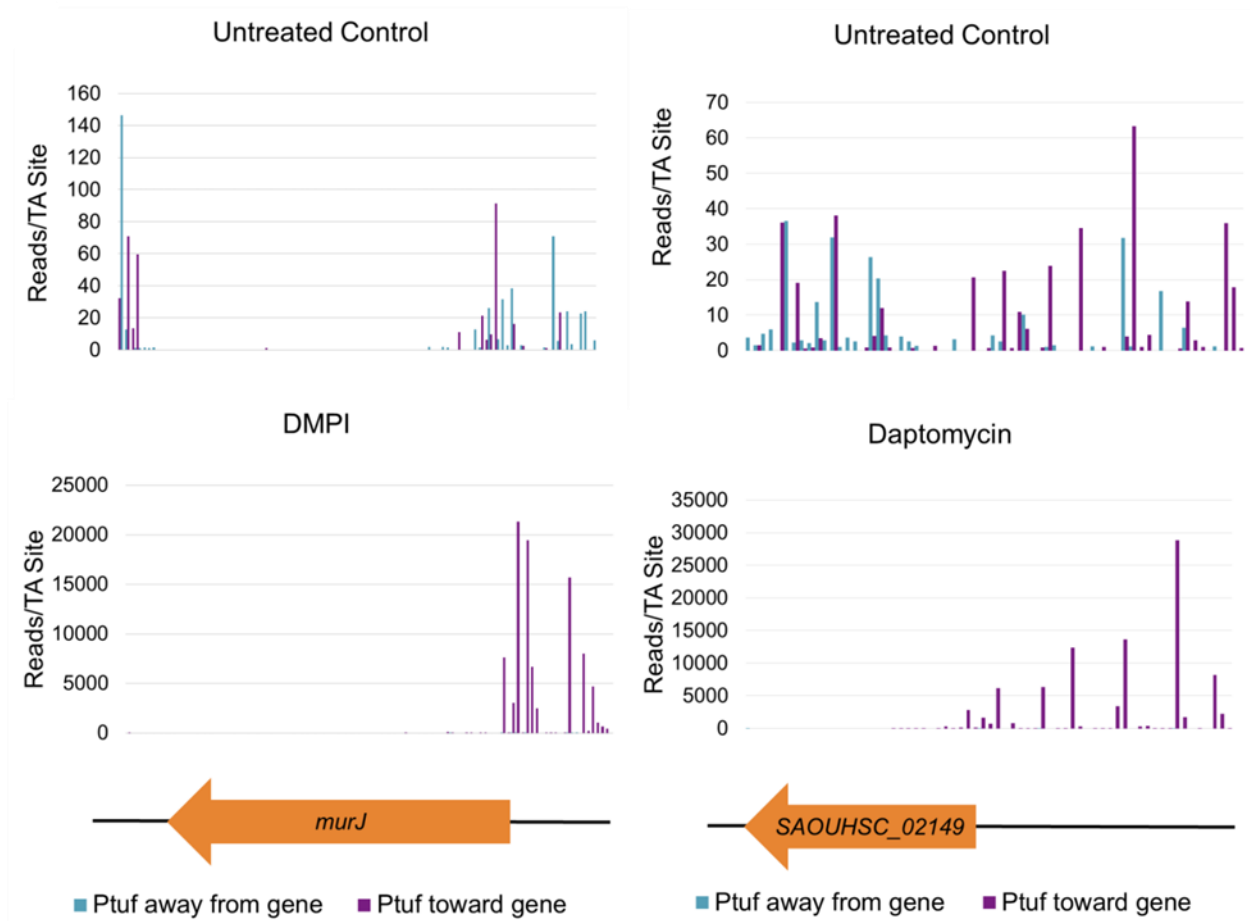 Untreated Control
Reads/TA Site
160
140
120
100
80
60
40
20
0
Untreated Control
Reads/TA Site
70
60
50
40
30
20
10
0
DMPI
Reads/TA Site
25000
20000
15000
10000
5000
0
Daptomycin
Reads/TA Site
35000
30000
25000
20000
15000
10000
5000
0
murJ
SAOUHSC_02149
Ptuf away from gene Ptuf toward gene
Ptuf away from gene Ptuf toward gene